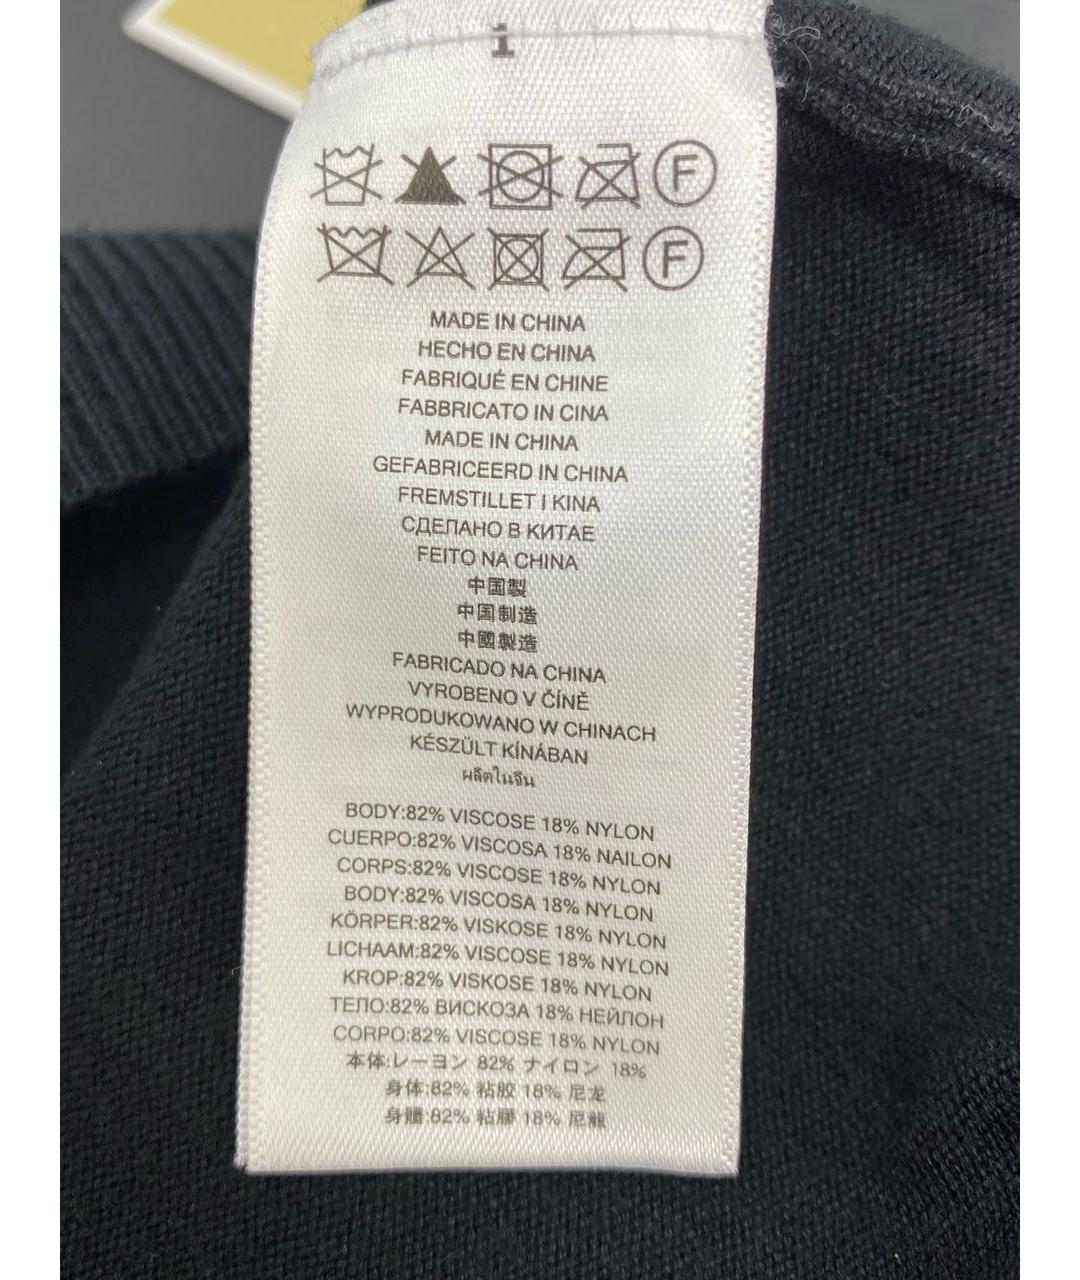 1
F
F
MADE IN CHINA
HECHO EN CHINA
FABRIQUÉ EN CHINE
FABBRICATO IN CINA
MADE IN CHINA
GEFABRICEERD IN CHINA
FREMSTILLET I KINA
СДЕЛАНО В КИТАЕ
FEITO NA CHINA
中国製
中国制造
中國製造
FABRICADO NA CHINA
VYROBENO V ČÍNĚ
WYPRODUKOWANO W CHINACH
KÉSZÜLT KÍNÁBAN
ผลิตในจีน
BODY:82% VISCOSE 18% NYLON
CUERPO:82% VISCOSA 18% NAILON
CORPS:82% VISCOSE 18% NYLON
BODY:82% VISCOSA 18% NYLON
KÖRPER:82% VISKOSE 18% NYLON
LICHAAM:82% VISCOSE 18% NYLON
KROP:82% VISKOSE 18% NYLON
ТЕЛО:82% ВИСКОЗА 18% НЕЙЛОН
CORPO:82% VISCOSE 18% NYLON
本体:レーヨン 82% ナイロン 18%
身体:82% 粘胶 18% 尼龙
身體:82% 粘膠 18% 尼龍